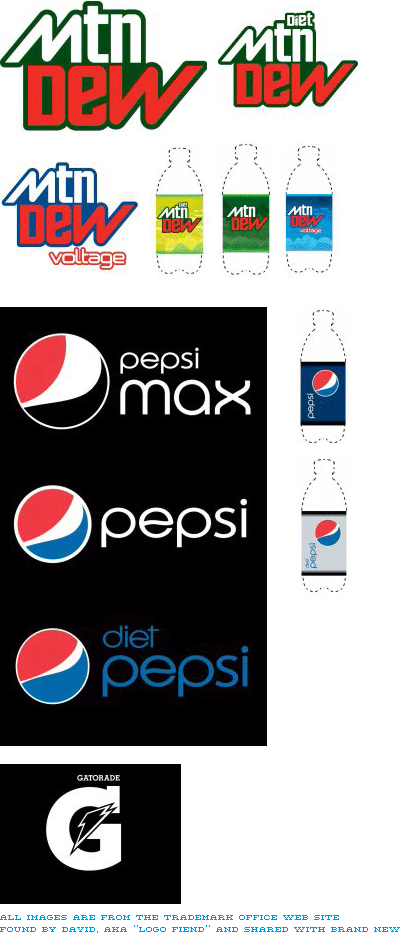 Mtn
Dew
Diet
Mtn
Dew
Mtn
Dew
voltage
Diet
Mtn
Dew
Mtn
Dew
Mtn
Dew
voltage
pepsi
max
pepsi
pepsi
diet
pepsi
diet
pepsi
GATORADE
G
ALL IMAGES ARE FROM THE TRADEMARK OFFICE WEB SITE
FOUND BY DAVID, AKA "LOGO FIEND" AND SHARED WITH BRAND NEW